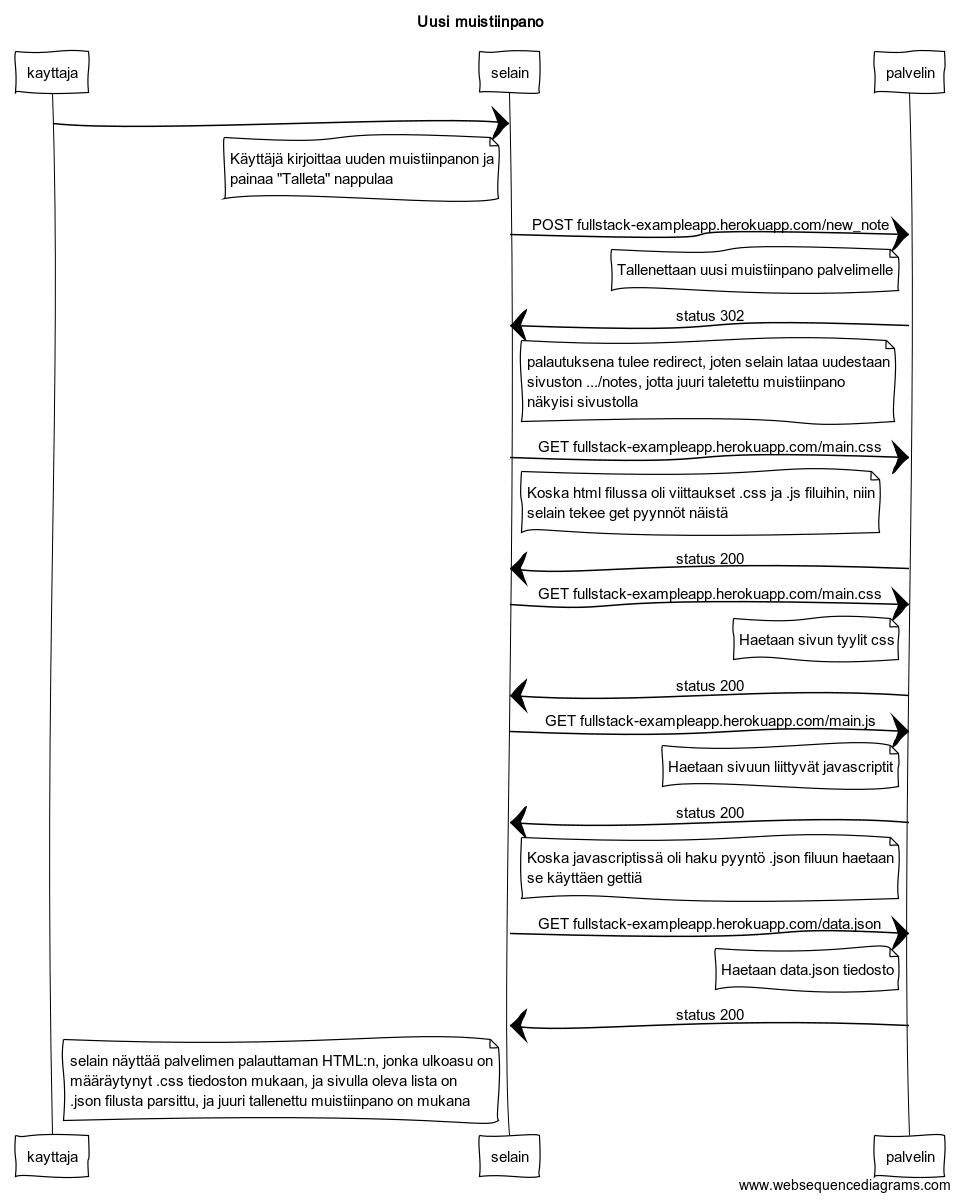 Uusi muistiinpano
kayttaja
selain
palvelin
Käyttäjä kirjoittaa uuden muistiinpanon ja
painaa "Talleta" nappulaa
POST fullstack-exampleapp.herokuapp.com/new_note
Tallenettaan uusi muistiinpano palvelimelle
status 302
palautuksena tulee redirect, joten selain lataa uudestaan
sivuston .../notes, jotta juuri taletettu muistiinpano
näkyisi sivustolla
GET fullstack-exampleapp.herokuapp.com/main.css
Koska html filussa oli viittaukset .css ja .js filuihin, niin
selain tekee get pyynnöt näistä
status 200
GET fullstack-exampleapp.herokuapp.com/main.css
Haetaan sivun tyylit css
status 200
GET fullstack-exampleapp.herokuapp.com/main.js
Haetaan sivuun liittyvät javascriptit
status 200
Koska javascriptissä oli haku pyyntö .json filuun haetaan
se käyttäen gettiä
GET fullstack-exampleapp.herokuapp.com/data.json
Haetaan data.json tiedosto
status 200
selain näyttää palvelimen palauttaman HTML:n, jonka ulkoasu on
määräytynyt .css tiedoston mukaan, ja sivulla oleva lista on
.json filusta parsittu, ja juuri tallenettu muistiinpano on mukana
kayttaja
selain
palvelin
www.websequencediagrams.com